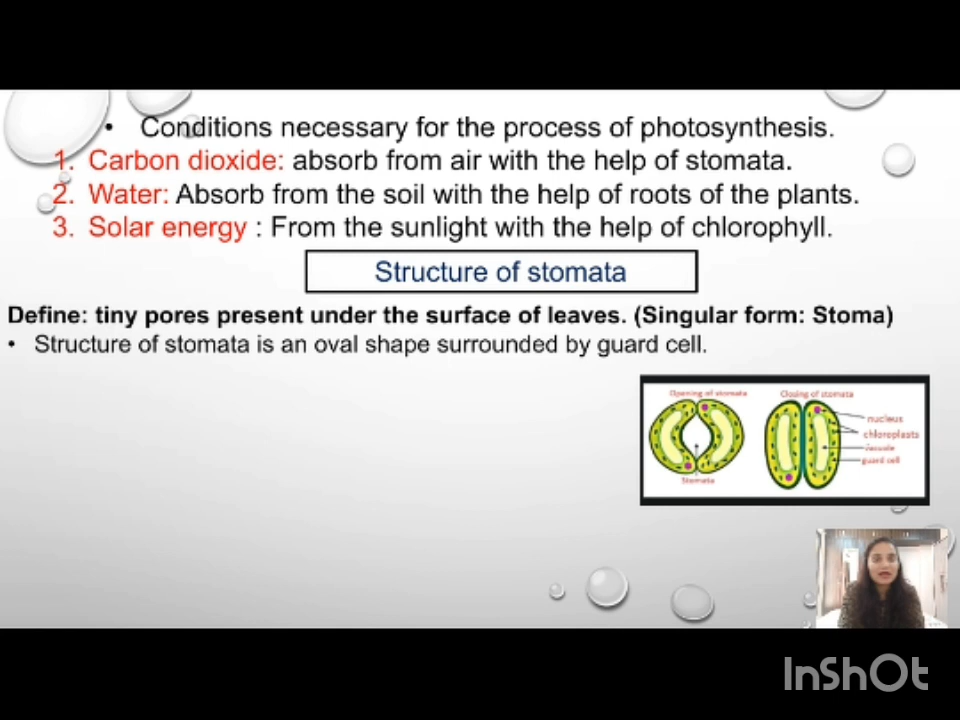 • Conditions necessary for the process of photosynthesis.
1. Carbon dioxide: absorb from air with the help of stomata.
2. Water: Absorb from the soil with the help of roots of the plants.
3. Solar energy : From the sunlight with the help of chlorophyll.
Structure of stomata
Define: tiny pores present under the surface of leaves. (Singular form: Stoma)
• Structure of stomata is an oval shape surrounded by guard cell.
Opening of stomata
Closing of stomata
nucleus
chloroplasts
vacuole
guard cell
Stomata
InShOt